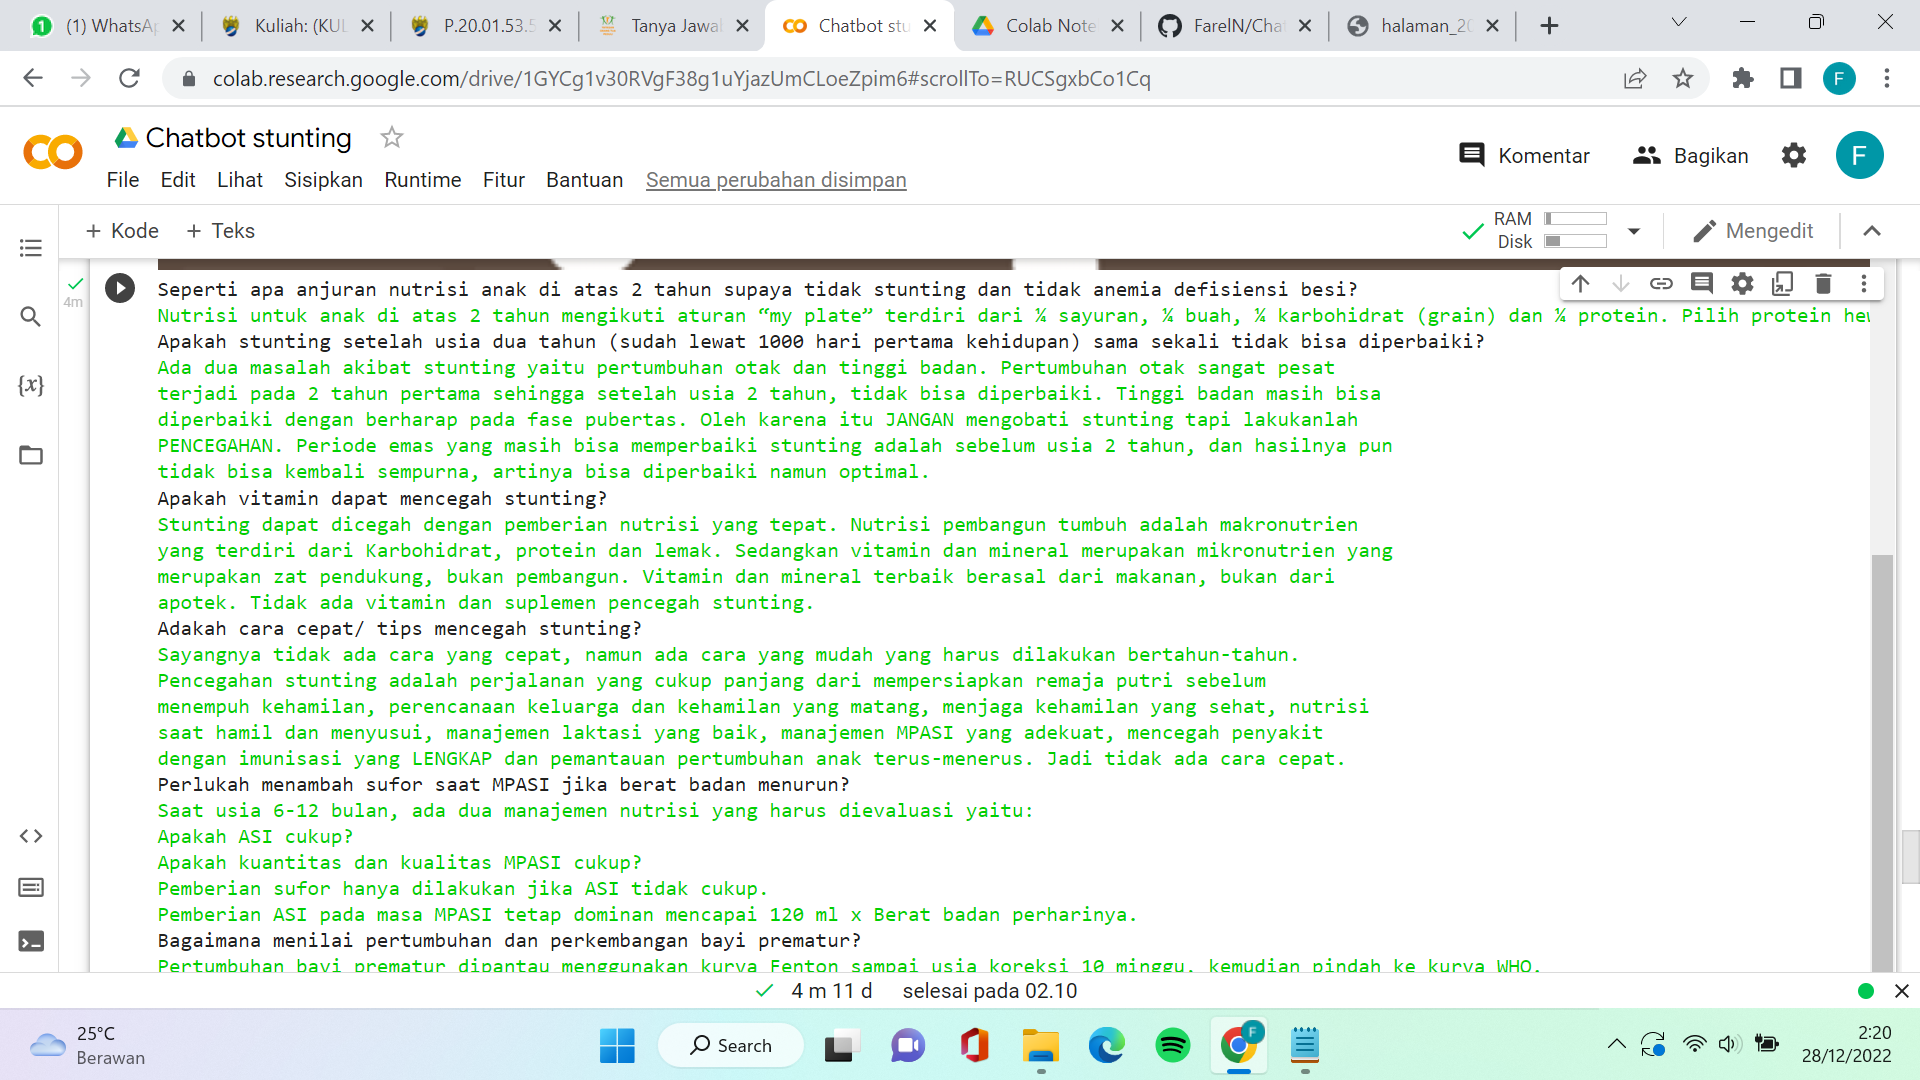 (1) WhatsAp
Kuliah: (KUL
P.20.01.53.5
Tanya Jawa
Chatbot stu
Colab Note
FarelN/Cha
halaman_20
colab.research.google.com/drive/1GYCg1v30RVgF38g1uYjazUmCLoeZpim6#scrollTo=RUCSgxbCo1Cq
F
Chatbot stunting
File Edit Lihat Sisipkan Runtime Fitur Bantuan Semua perubahan disimpan
Komentar Bagikan F
+ Kode + Teks
RAM
Disk
Mengedit
4m
Seperti apa anjuran nutrisi anak di atas 2 tahun supaya tidak stunting dan tidak anemia defisiensi besi?
Nutrisi untuk anak di atas 2 tahun mengikuti aturan “my plate” terdiri dari ¼ sayuran, ¼ buah, ¼ karbohidrat (grain) dan ¼ protein. Pilih protein hew
Apakah stunting setelah usia dua tahun (sudah lewat 1000 hari pertama kehidupan) sama sekali tidak bisa diperbaiki?
Ada dua masalah akibat stunting yaitu pertumbuhan otak dan tinggi badan. Pertumbuhan otak sangat pesat
terjadi pada 2 tahun pertama sehingga setelah usia 2 tahun, tidak bisa diperbaiki. Tinggi badan masih bisa
diperbaiki dengan berharap pada fase pubertas. Oleh karena itu JANGAN mengobati stunting tapi lakukanlah
PENCEGAHAN. Periode emas yang masih bisa memperbaiki stunting adalah sebelum usia 2 tahun, dan hasilnya pun
tidak bisa kembali sempurna, artinya bisa diperbaiki namun optimal.
Apakah vitamin dapat mencegah stunting?
Stunting dapat dicegah dengan pemberian nutrisi yang tepat. Nutrisi pembangun tumbuh adalah makronutrien
yang terdiri dari Karbohidrat, protein dan lemak. Sedangkan vitamin dan mineral merupakan mikronutrien yang
merupakan zat pendukung, bukan pembangun. Vitamin dan mineral terbaik berasal dari makanan, bukan dari
apotek. Tidak ada vitamin dan suplemen pencegah stunting.
Adakah cara cepat/ tips mencegah stunting?
Sayangnya tidak ada cara yang cepat, namun ada cara yang mudah yang harus dilakukan bertahun-tahun.
Pencegahan stunting adalah perjalanan yang cukup panjang dari mempersiapkan remaja putri sebelum
menempuh kehamilan, perencanaan keluarga dan kehamilan yang matang, menjaga kehamilan yang sehat, nutrisi
saat hamil dan menyusui, manajemen laktasi yang baik, manajemen MPASI yang adekuat, mencegah penyakit
dengan imunisasi yang LENGKAP dan pemantauan pertumbuhan anak terus-menerus. Jadi tidak ada cara cepat.
Perlukah menambah sufor saat MPASI jika berat badan menurun?
Saat usia 6-12 bulan, ada dua manajemen nutrisi yang harus dievaluasi yaitu:
Apakah ASI cukup?
Apakah kuantitas dan kualitas MPASI cukup?
Pemberian sufor hanya dilakukan jika ASI tidak cukup.
Pemberian ASI pada masa MPASI tetap dominan mencapai 120 ml x Berat badan perharinya.
Bagaimana menilai pertumbuhan dan perkembangan bayi prematur?
Pertumbuhan bayi prematur dipantau menggunakan kurva Fenton sampai usia koreksi 10 minggu, kemudian pindah ke kurva WHO.
4 m 11 d selesai pada 02.10
25°C
Berawan
Search
F
2:20
28/12/2022